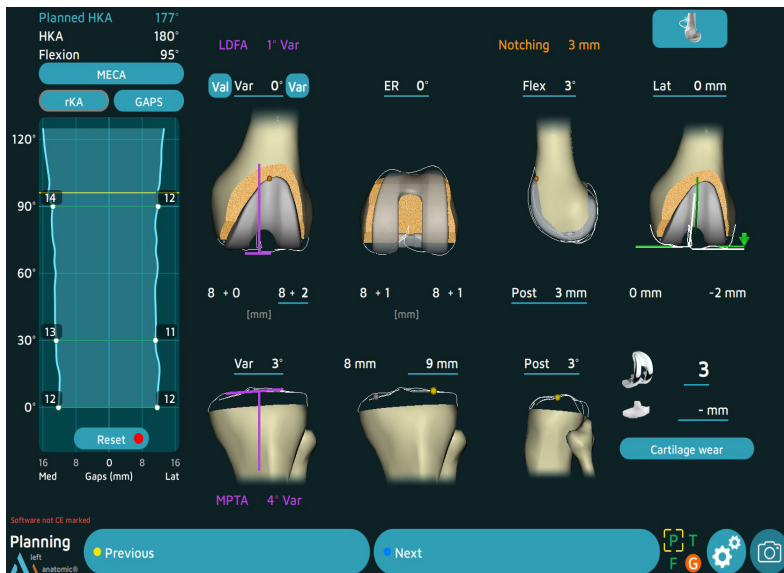 Planned HKA 177°
HKA 180°
Flexion 95°
MECA
rKA GAPS
LDFA 1° Var
Notching 3 mm
Val Var 0° Var
ER 0°
Flex 3°
Lat 0 mm
120°
90°
60°
30°
0°
14 12
13 11
12 12
8 + 0 8 + 2
[mm]
8 + 1 8 + 1
[mm]
Post 3 mm
0 mm -2 mm
Var 3°
8 mm 9 mm
Post 3°
3
- mm
Cartilage wear
Reset
16 8 0 8 16
Med Gaps (mm) Lat
MPTA 4° Var
Software not CE marked
Planning
left
anatomic®
Previous
Next
P T
F G